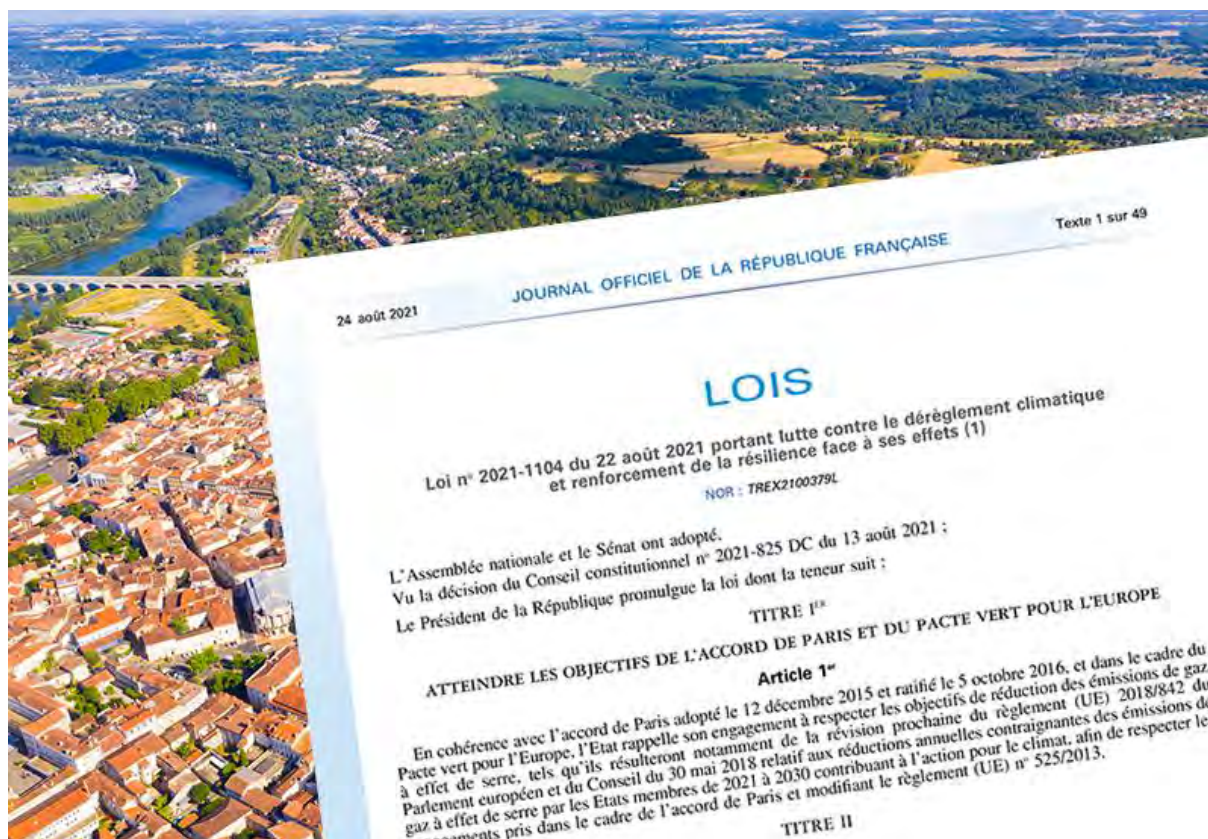 24 août 2021
JOURNAL OFFICIEL DE LA RÉPUBLIQUE FRANÇAISE
Texte 1 sur 49
LOIS
Loi n° 2021-1104 du 22 août 2021 portant lutte contre le dérèglement climatique
et renforcement de la résilience face à ses effets (1)
NOR : TREX2100379L
L'Assemblée nationale et le Sénat ont adopté,
Vu la décision du Conseil constitutionnel n° 2021-825 DC du 13 août 2021 ;
Le Président de la République promulgue la loi dont la teneur suit :
TITRE IER
ATTEINDRE LES OBJECTIFS DE L'ACCORD DE PARIS ET DU PACTE VERT POUR L'EUROPE
Article 1er
En cohérence avec l'accord de Paris adopté le 12 décembre 2015 et ratifié le 5 octobre 2016, et dans le cadre du
Pacte vert pour l'Europe, l'Etat rappelle son engagement à respecter les objectifs de réduction des émissions de gaz
à effet de serre, tels qu'ils résulteront notamment de la révision prochaine du règlement (UE) 2018/842 du
Parlement européen et du Conseil du 30 mai 2018 relatif aux réductions annuelles contraignantes des émissions de
gaz à effet de serre par les Etats membres de 2021 à 2030 contribuant à l'action pour le climat, afin de respecter le
pris dans le cadre de l'accord de Paris et modifiant le règlement (UE) n° 525/2013.
TITRE II